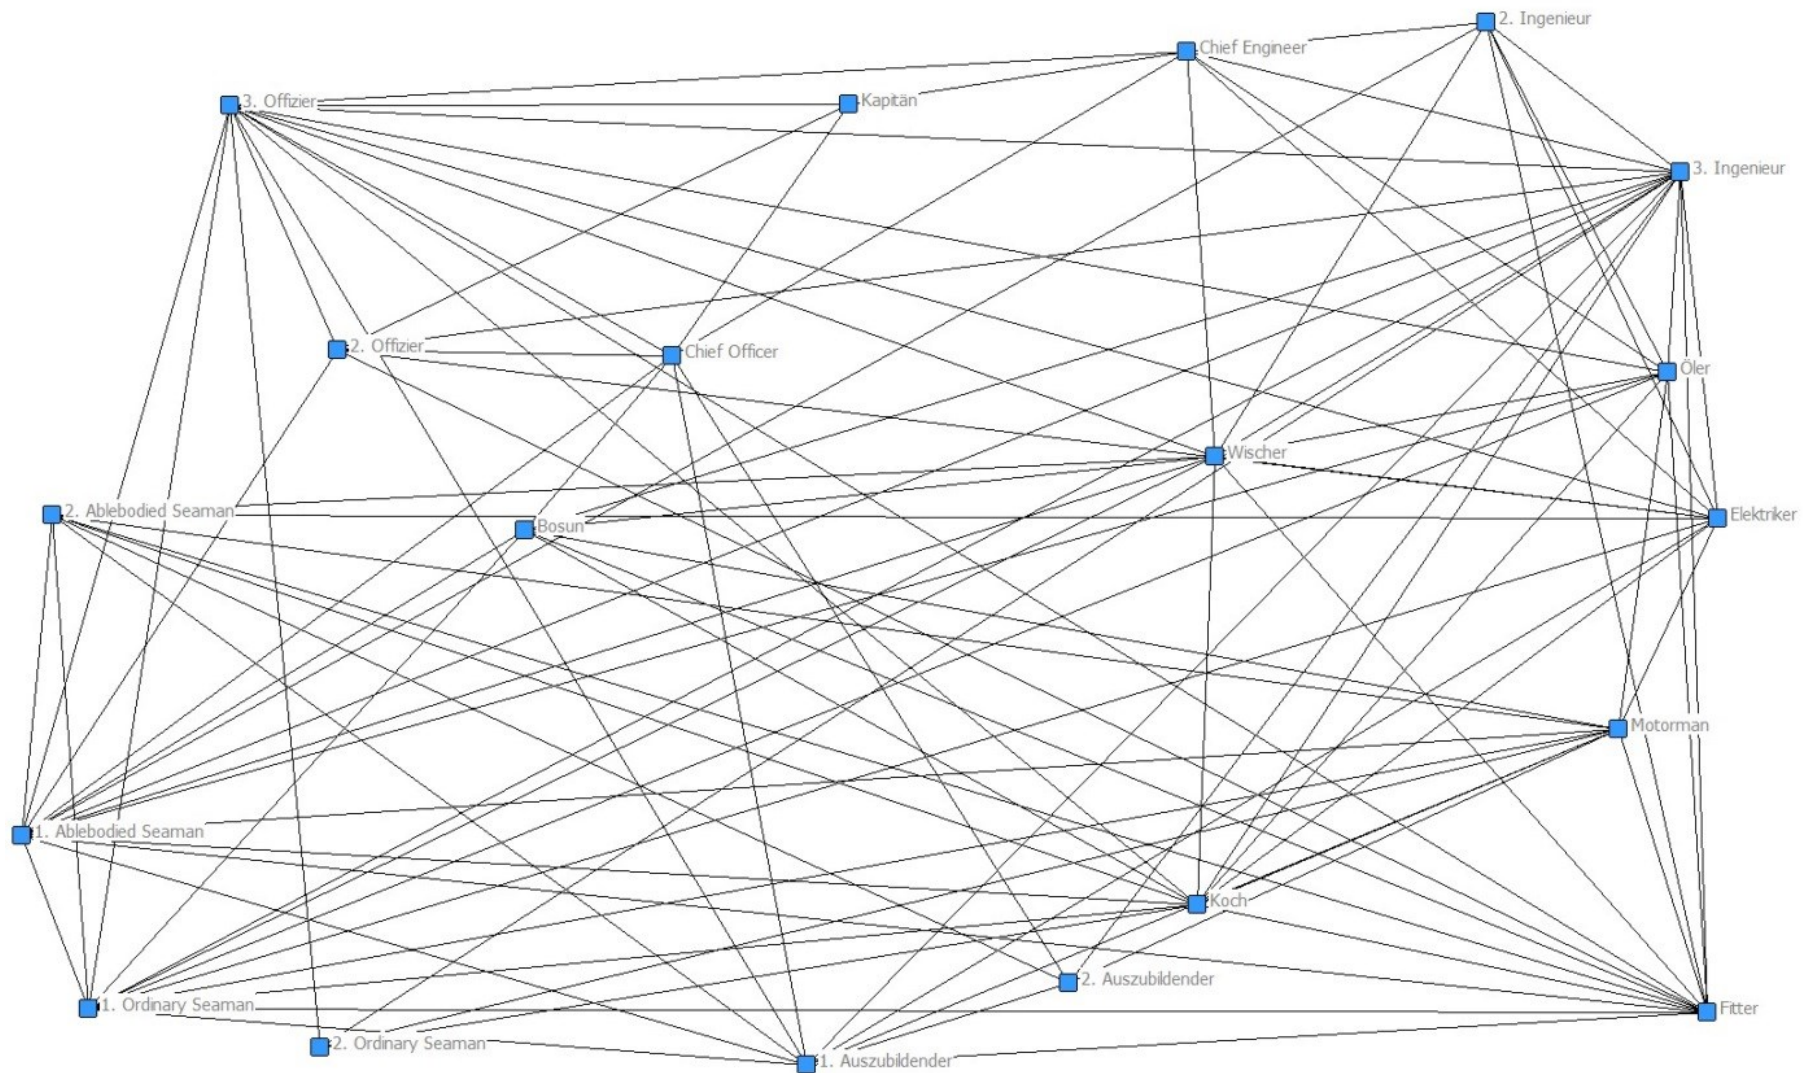 2. Ingenieur
Chief Engineer
3. Offizier
Kapitän
3. Ingenieur
2. Offizier
Chief Officer
Öler
Wischer
2. Ablebodied Seaman
Bosun
Elektriker
Motorman
1. Ablebodied Seaman
Koch
2. Auszubildender
1. Ordinary Seaman
Fitter
2. Ordinary Seaman
1. Auszubildender